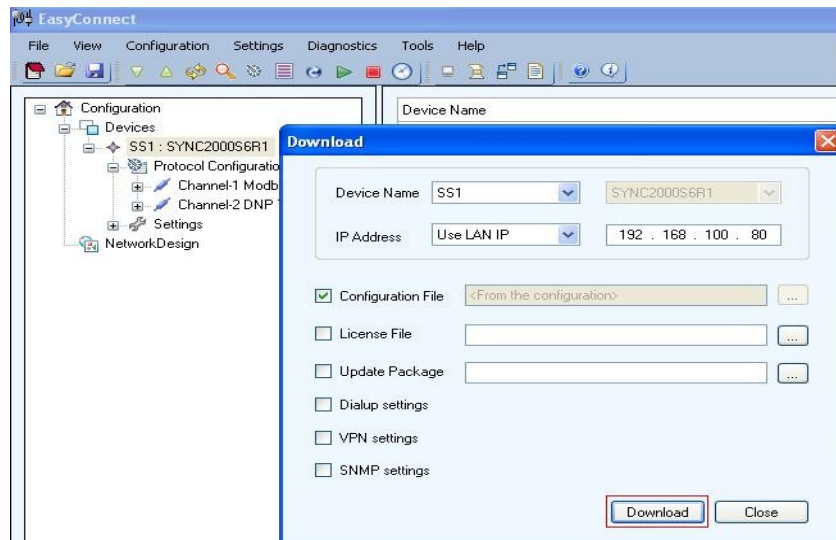 EasyConnect
File View Configuration Settings Diagnostics Tools Help
Configuration
Devices
SS1 : SYNC2000S6R1
Protocol Configuratio
Channel-1 Modb
Channel-2 DNP
Settings
NetworkDesign
Device Name
Download
Device Name SS1 SYNC2000S6R1
IP Address Use LAN IP 192 . 168 . 100 . 80
Configuration File <From the configuration> ...
License File ...
Update Package ...
Dialup settings
VPN settings
SNMP settings
Download Close